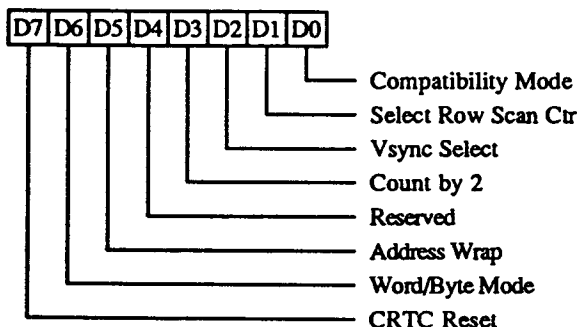 D7 D6 D5 D4 D3 D2 D1 D0
Compatibility Mode
Select Row Scan Ctr
Vsync Select
Count by 2
Reserved
Address Wrap
Word/Byte Mode
CRTC Reset